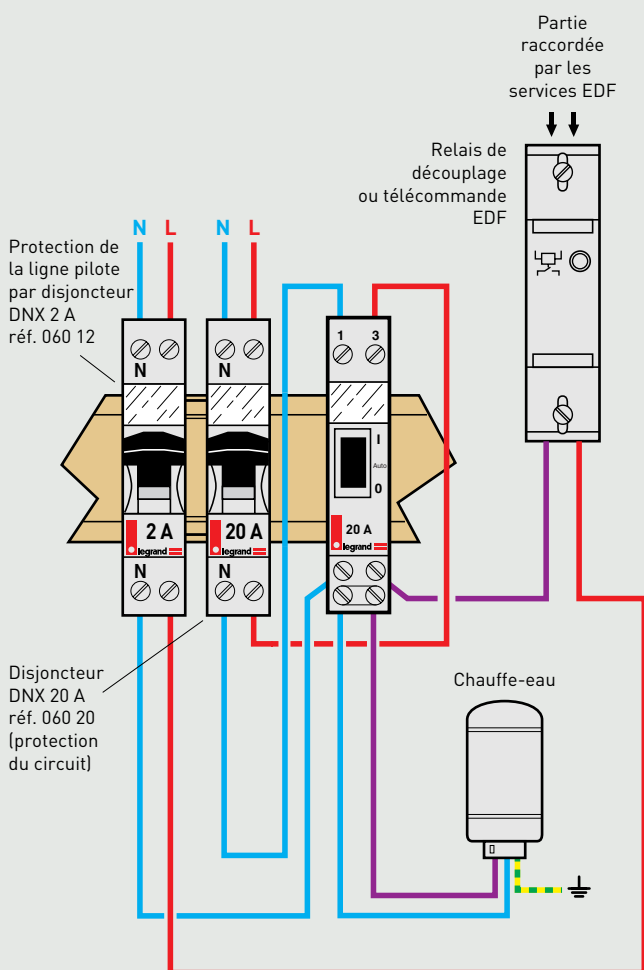 Partie
raccordée
par les
services EDF
Relais de
découplage
ou télécommande
EDF
N L N L
Protection de
la ligne pilote
par disjoncteur
DNX 2 A
réf. 060 12
N
N
1 3
I
Auto
0
2 A
legrand
20 A
legrand
20 A
legrand
N
N
Disjoncteur
DNX 20 A
réf. 060 20
(protection
du circuit)
Chauffe-eau